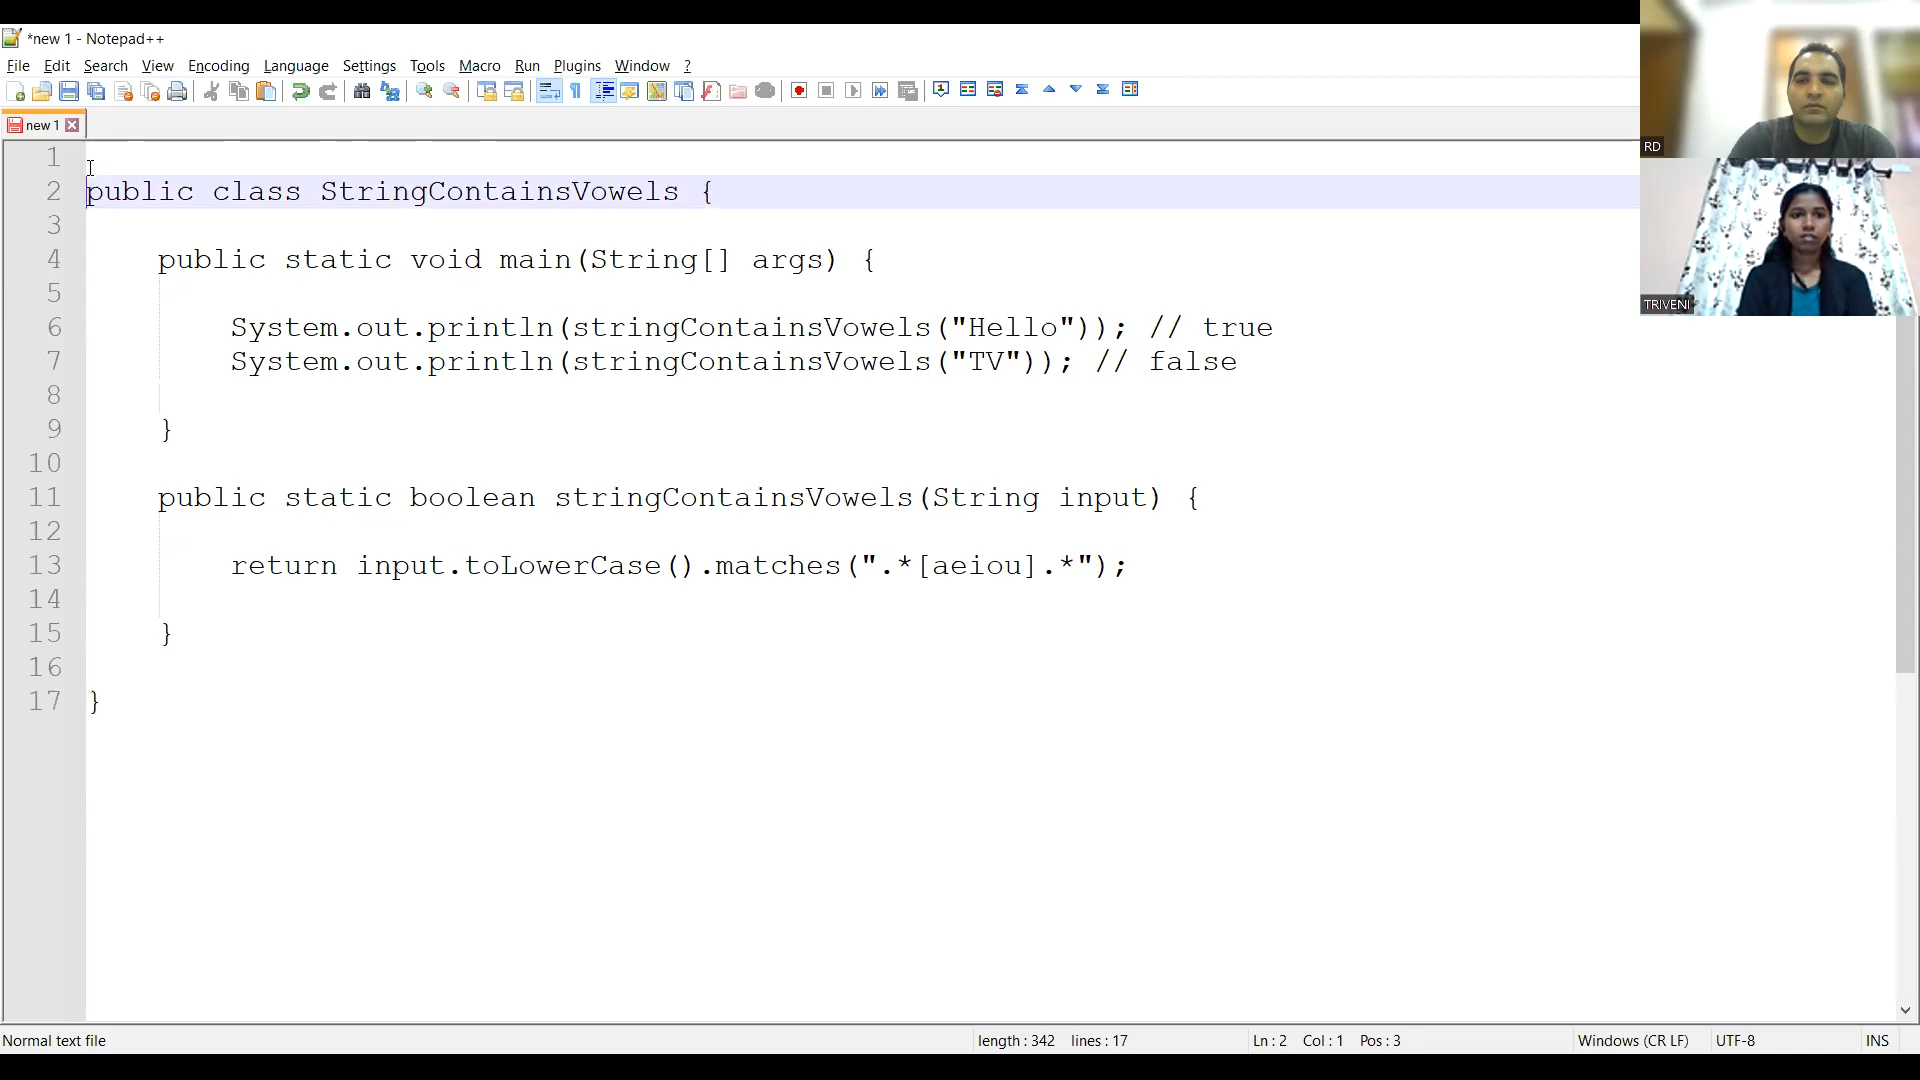 *new 1 - Notepad++
File Edit Search View Encoding Language Settings Tools Macro Run Plugins Window ?
new 1
1
2 public class StringContainsVowels {
3
4 public static void main(String[] args) {
5
6 System.out.println(stringContainsVowels("Hello")); // true
7 System.out.println(stringContainsVowels("TV")); // false
8
9 }
10
11 public static boolean stringContainsVowels(String input) {
12
13 return input.toLowerCase().matches(".*[aeiou].*");
14
15 }
16
17 }
RD
TRIVENI
Normal text file length : 342 lines : 17 Ln : 2 Col : 1 Pos : 3 Windows (CR LF) UTF-8 INS